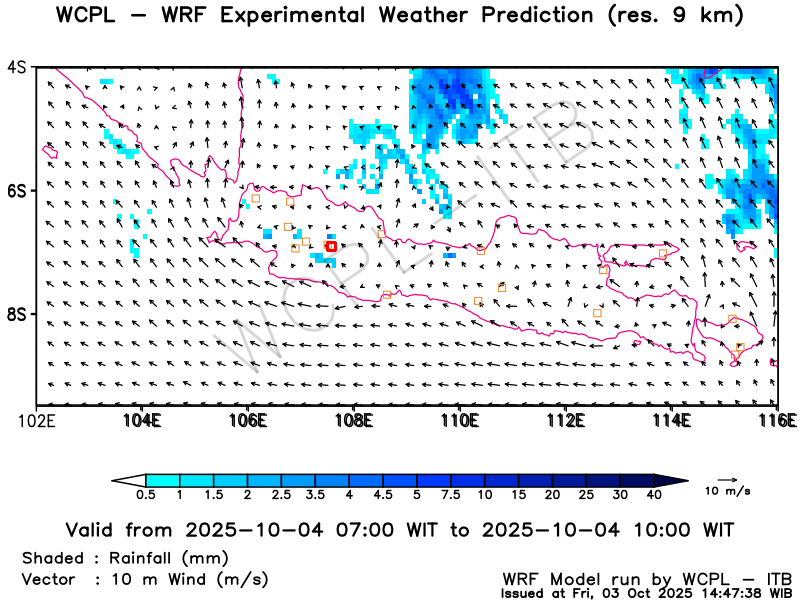 WCPL – WRF Experimental Weather Prediction (res. 9 km)
4S
6S
8S
WCPL-ITB
102E 104E 106E 108E 110E 112E 114E 116E
0.5 1 1.5 2 2.5 3.5 4.5 5 7.5 10 15 20 25 30 40
10 m/s
Valid from 2025-10-04 07:00 WIT to 2025-10-04 10:00 WIT
Shaded : Rainfall (mm)
Vector : 10 m Wind (m/s)
WRF Model run by WCPL – ITB
Issued at Fri, 03 Oct 2025 14:47:38 WIB